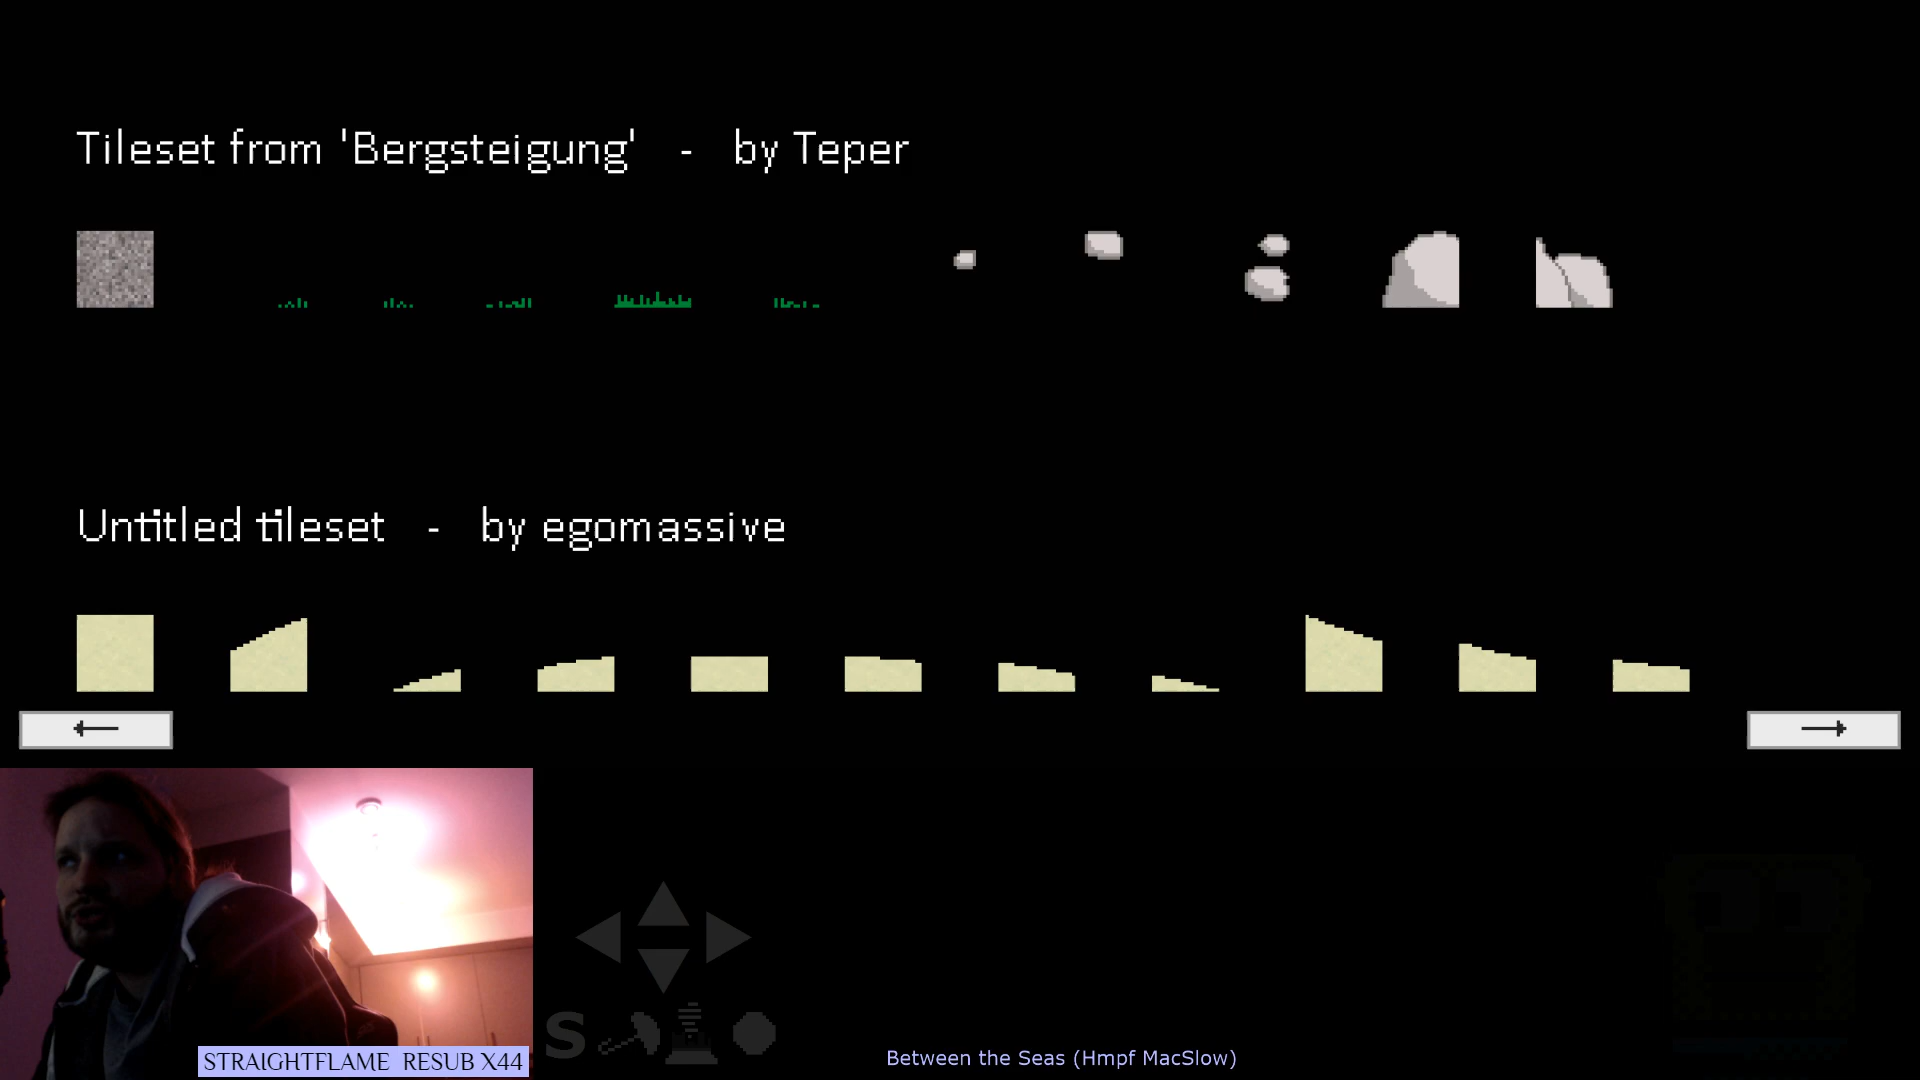 Tileset from 'Bergsteigung' - by Teper
Untitled tileset - by egomassive
S
STRAIGHTFLAME RESUB X44
Between the Seas (Hmpf MacSlow)